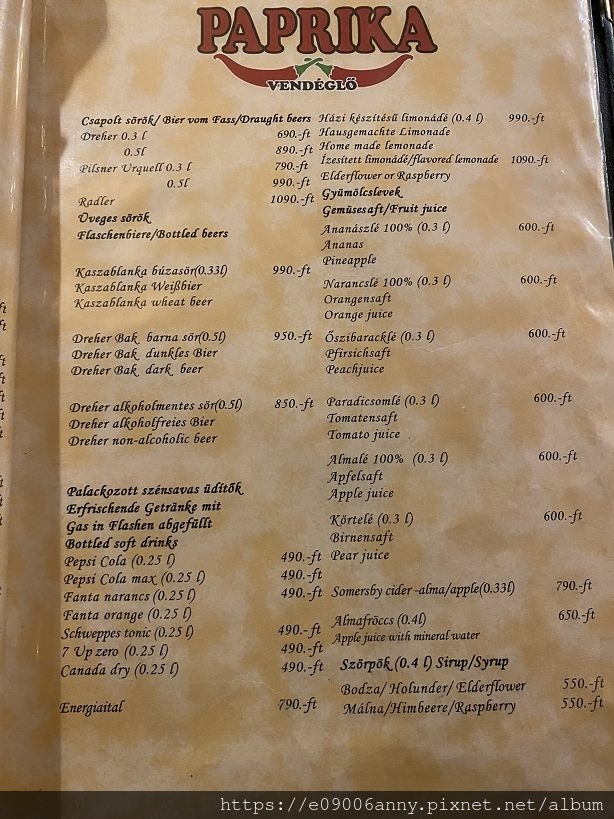 PAPRIKA
VENDÉGLŐ
Csapolt sörök/ Bier vom Fass/Draught beers
Dreher 0.3 l 690.-ft
0.5l 890.-ft
Pilsner Urquell 0.3 l 790.-ft
0.5l 990.-ft
Radler 1090.-ft
Üveges sörök
Flaschenbiere/Bottled beers
Kaszablanka búzasör(0.33l) 990.-ft
Kaszablanka Weißbier
Kaszablanka wheat beer
Dreher Bak barna sör(0.5l) 950.-ft
Dreher Bak dunkles Bier
Dreher Bak dark beer
Dreher alkoholmentes sör(0.5l) 850.-ft
Dreher alkoholfreies Bier
Dreher non-alcoholic beer
Palackozott szénsavas üdítők
Erfrischende Getränke mit
Gas in Flashen abgefüllt
Bottled soft drinks
Pepsi Cola (0.25 l) 490.-ft
Pepsi Cola max (0.25 l) 490.-ft
Fanta narancs (0.25 l) 490.-ft
Fanta orange (0.25 l)
Schweppes tonic (0.25 l) 490.-ft
7 Up zero (0.25 l) 490.-ft
Canada dry (0.25 l) 490.-ft
Energiaital 790.-ft
Házi készítésű limonádé (0.4 l) 990.-ft
Hausgemachte Limonade
Home made lemonade
Ízesített limonádé/flavored lemonade 1090.-ft
Elderflower or Raspberry
Gyümölcslevek
Gemüsesaft/Fruit juice
Ananászlé 100% (0.3 l) 600.-ft
Ananas
Pineapple
Narancslé 100% (0.3 l) 600.-ft
Orangensaft
Orange juice
Őszibaracklé (0.3 l) 600.-ft
Pfirsichsaft
Peachjuice
Paradicsomlé (0.3 l) 600.-ft
Tomatensaft
Tomato juice
Almalé 100% (0.3 l) 600.-ft
Apfelsaft
Apple juice
Körtelé (0.3 l) 600.-ft
Birnensaft
Pear juice
Somersby cider -alma/apple(0.33l) 790.-ft
Almafröccs (0.4l) 650.-ft
Apple juice with mineral water
Szörpök (0.4 l) Sirup/Syrup
Bodza/ Holunder/ Elderflower 550.-ft
Málna/Himbeere/Raspberry 550.-ft
https://e09006anny.pixnet.net/album